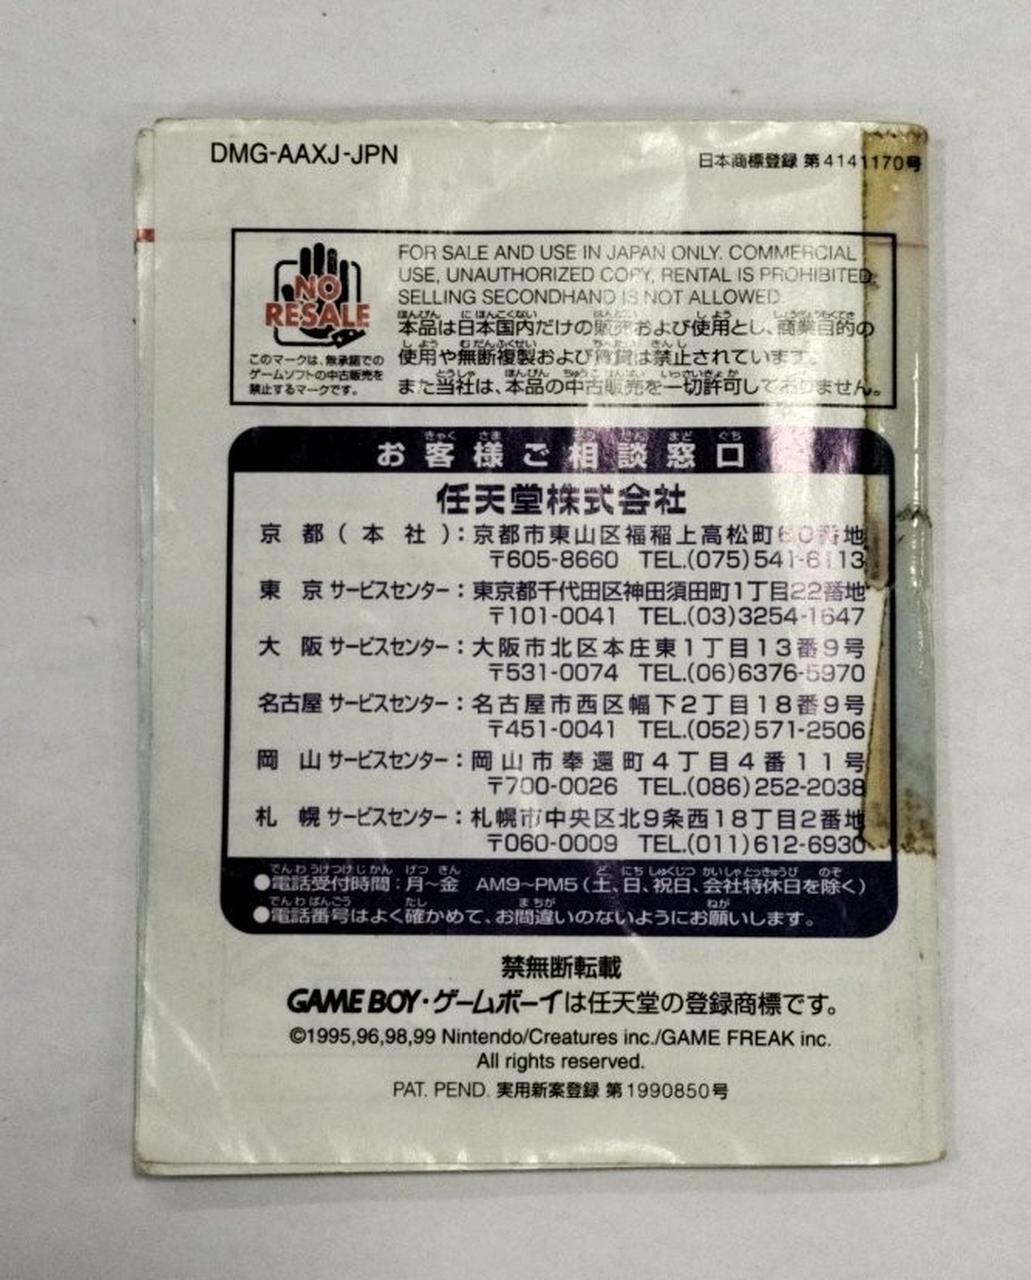 DMG-AAXJ-JPN
日本商標登録 第4141170号
NO
RESALE
このマークは、無承諾での
ゲームソフトの中古販売を
禁止するマークです。
FOR SALE AND USE IN JAPAN ONLY. COMMERCIAL
USE, UNAUTHORIZED COPY, RENTAL IS PROHIBITED.
SELLING SECONDHAND IS NOT ALLOWED.
本品は日本国内だけの販売および使用とし、商業目的の
使用や無断複製および賃貸は禁止されています。
また当社は、本品の中古販売を一切許可しておりません。
お客様ご相談窓口
任天堂株式会社
京都(本社):京都市東山区福稲上高松町60番地
〒605-8660 TEL.(075)541-6113
東京サービスセンター:東京都千代田区神田須田町1丁目22番地
〒101-0041 TEL.(03)3254-1647
大阪サービスセンター:大阪市北区本庄東1丁目13番9号
〒531-0074 TEL.(06)6376-5970
名古屋サービスセンター:名古屋市西区幅下2丁目18番9号
〒451-0041 TEL.(052)571-2506
岡山サービスセンター:岡山市奉還町4丁目4番11号
〒700-0026 TEL.(086)252-2038
札幌サービスセンター:札幌市中央区北9条西18丁目2番地
〒060-0009 TEL.(011)612-6930
●電話受付時間:月~金 AM9~PM5(土、日、祝日、会社特休日を除く)
●電話番号はよく確かめて、お間違いのないようにお願いします。
禁無断転載
GAME BOY・ゲームボーイは任天堂の登録商標です。
©1995,96,98,99 Nintendo/Creatures inc./GAME FREAK inc.
All rights reserved.
PAT. PEND. 実用新案登録 第1990850号